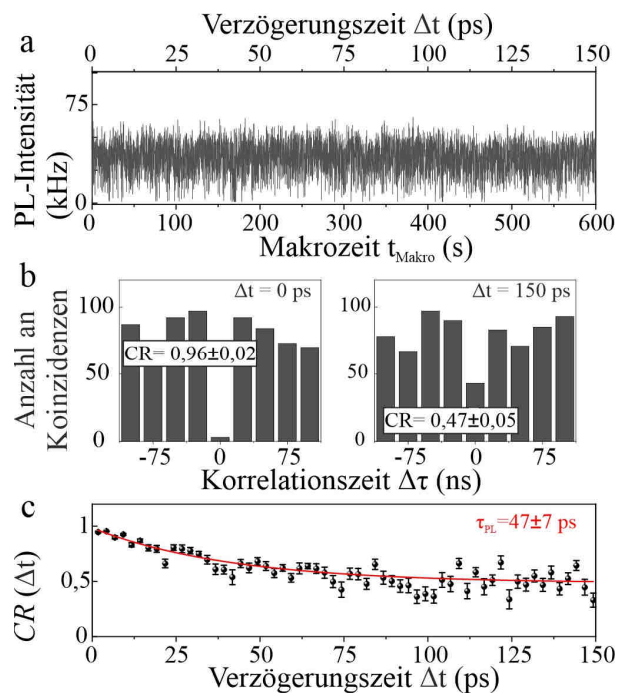 Verzögerungszeit Δt (ps)
a
0 25 50 75 100 125 150
PL-Intensität
(kHz)
75
0
0 100 200 300 400 500 600
Makrozeit t_Makro (s)
b
Anzahl an
Koinzidenzen
100
50
0
Δt = 0 ps
CR= 0,96±0,02
-75 0 75
100
50
0
Δt = 150 ps
CR= 0,47±0,05
-75 0 75
Korrelationszeit Δτ (ns)
c
CR (Δt)
1
0,5
0
τ_PL=47±7 ps
0 25 50 75 100 125 150
Verzögerungszeit Δt (ps)